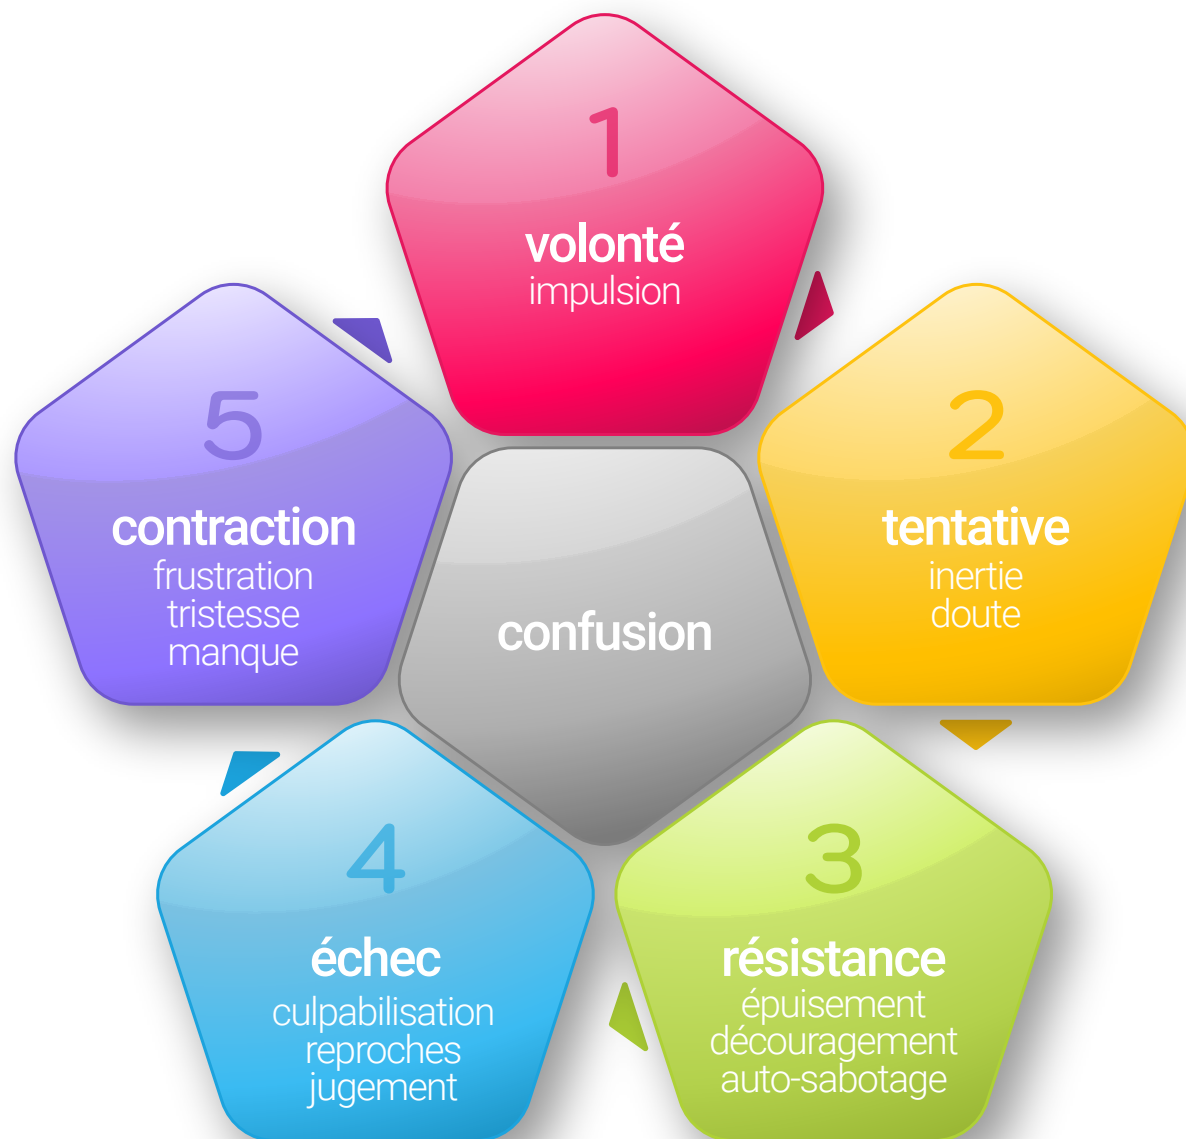 1
volonté
impulsion
2
tentative
inertie
doute
3
résistance
épuisement
découragement
auto-sabotage
4
échec
culpabilisation
reproches
jugement
5
contraction
frustration
tristesse
manque
confusion